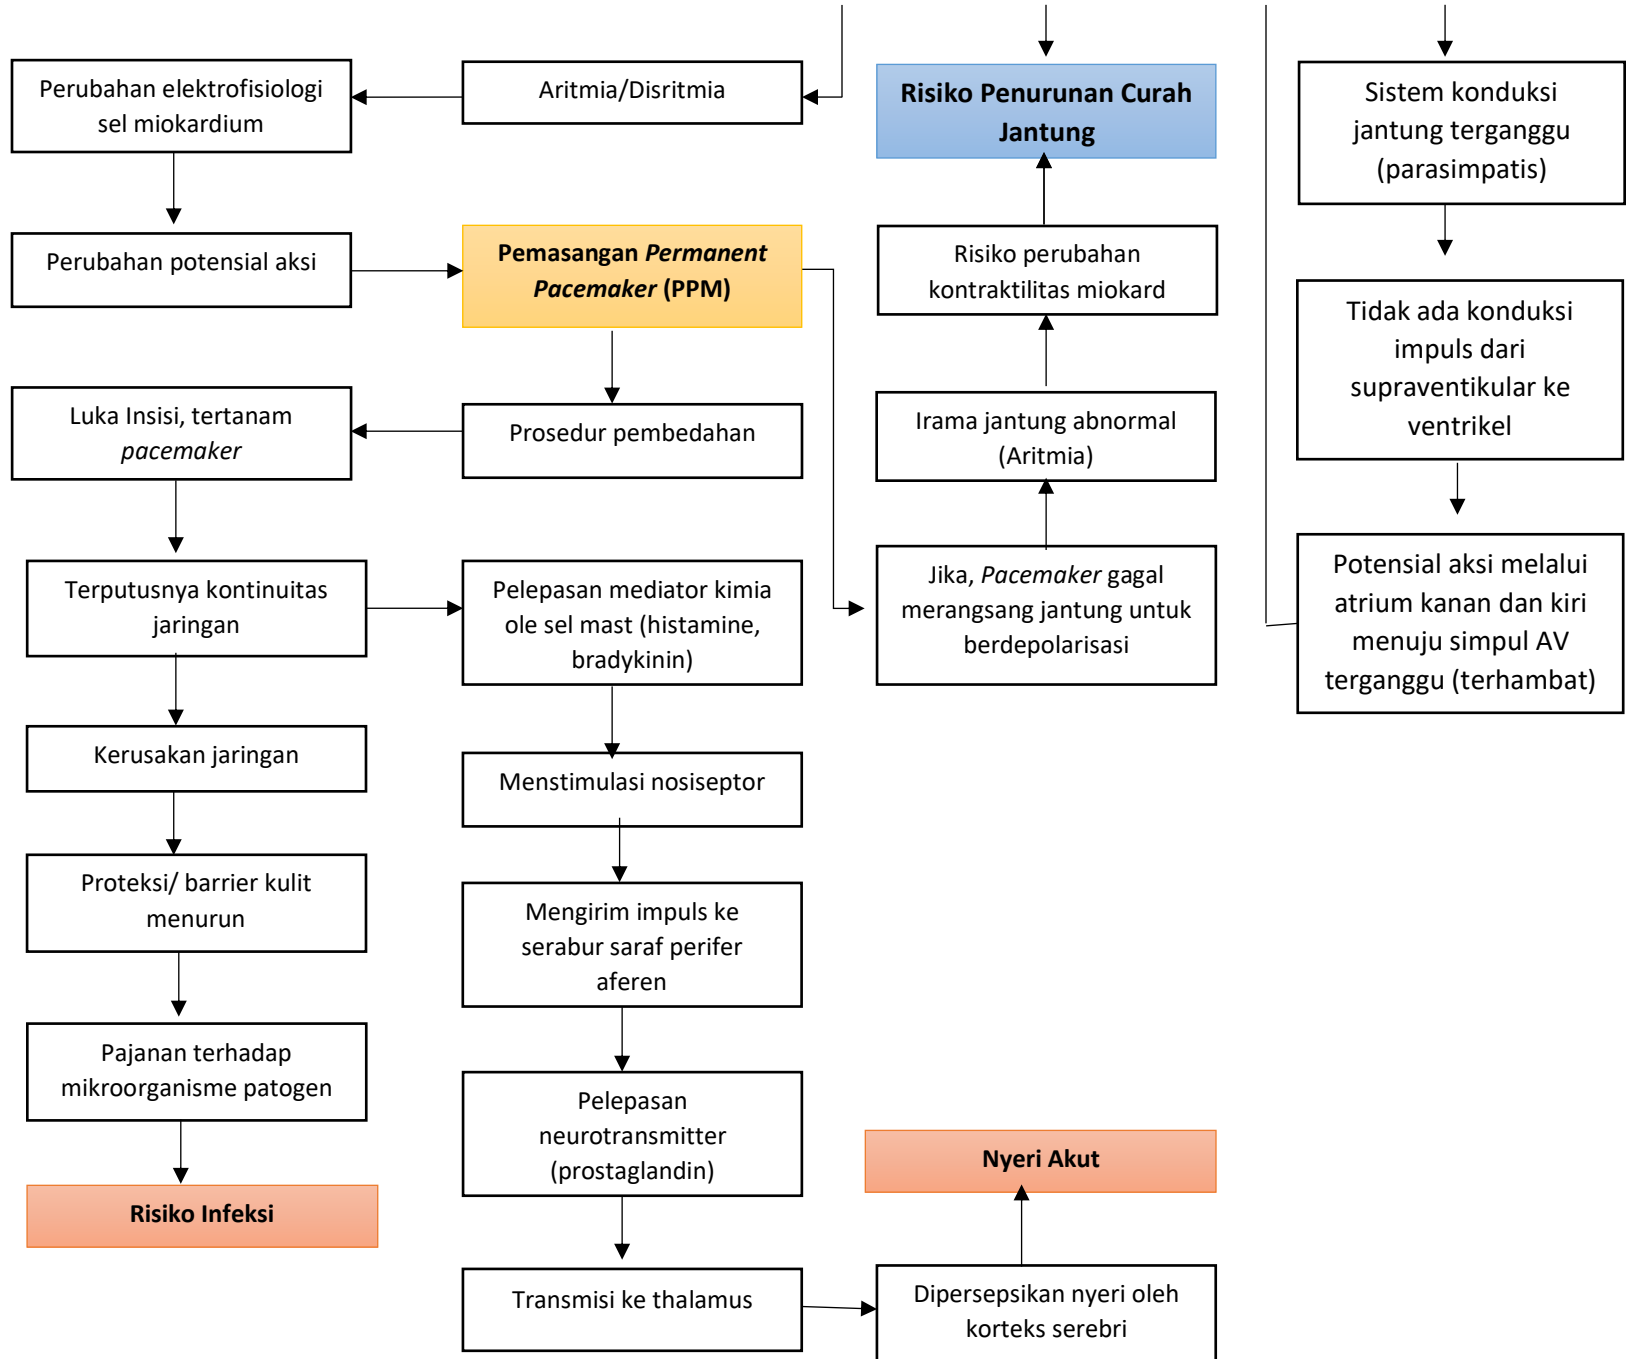 Perubahan elektrofisiologi
sel miokardium
Aritmia/Disritmia
Risiko Penurunan Curah
Jantung
Sistem konduksi
jantung terganggu
(parasimpatis)
Perubahan potensial aksi
Pemasangan Permanent
Pacemaker (PPM)
Risiko perubahan
kontraktilitas miokard
Tidak ada konduksi
impuls dari
supraventikular ke
ventrikel
Luka Insisi, tertanam
pacemaker
Prosedur pembedahan
Irama jantung abnormal
(Aritmia)
Terputusnya kontinuitas
jaringan
Pelepasan mediator kimia
ole sel mast (histamine,
bradykinin)
Jika, Pacemaker gagal
merangsang jantung untuk
berdepolarisasi
Potensial aksi melalui
atrium kanan dan kiri
menuju simpul AV
terganggu (terhambat)
Kerusakan jaringan
Menstimulasi nosiseptor
Proteksi/ barrier kulit
menurun
Mengirim impuls ke
serabur saraf perifer
aferen
Pajanan terhadap
mikroorganisme patogen
Pelepasan
neurotransmitter
(prostaglandin)
Nyeri Akut
Risiko Infeksi
Transmisi ke thalamus
Dipersepsikan nyeri oleh
korteks serebri